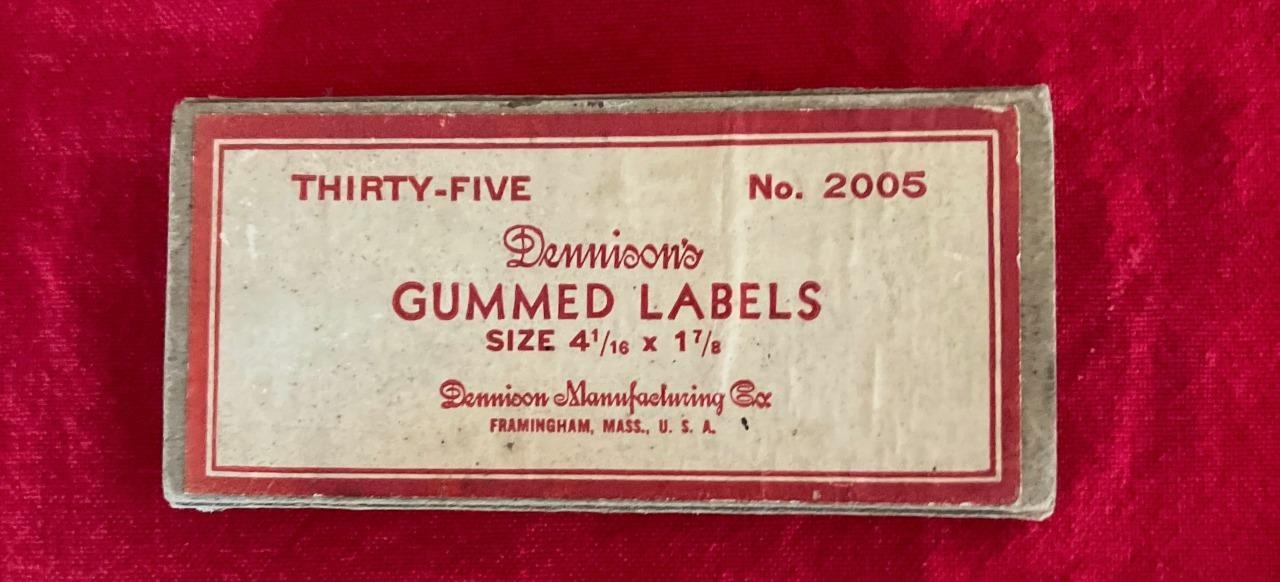 THIRTY-FIVE No. 2005
Dennison's
GUMMED LABELS
SIZE 4 1/16 x 1 7/8
Dennison Manufacturing Co.
FRAMINGHAM, MASS., U. S. A.